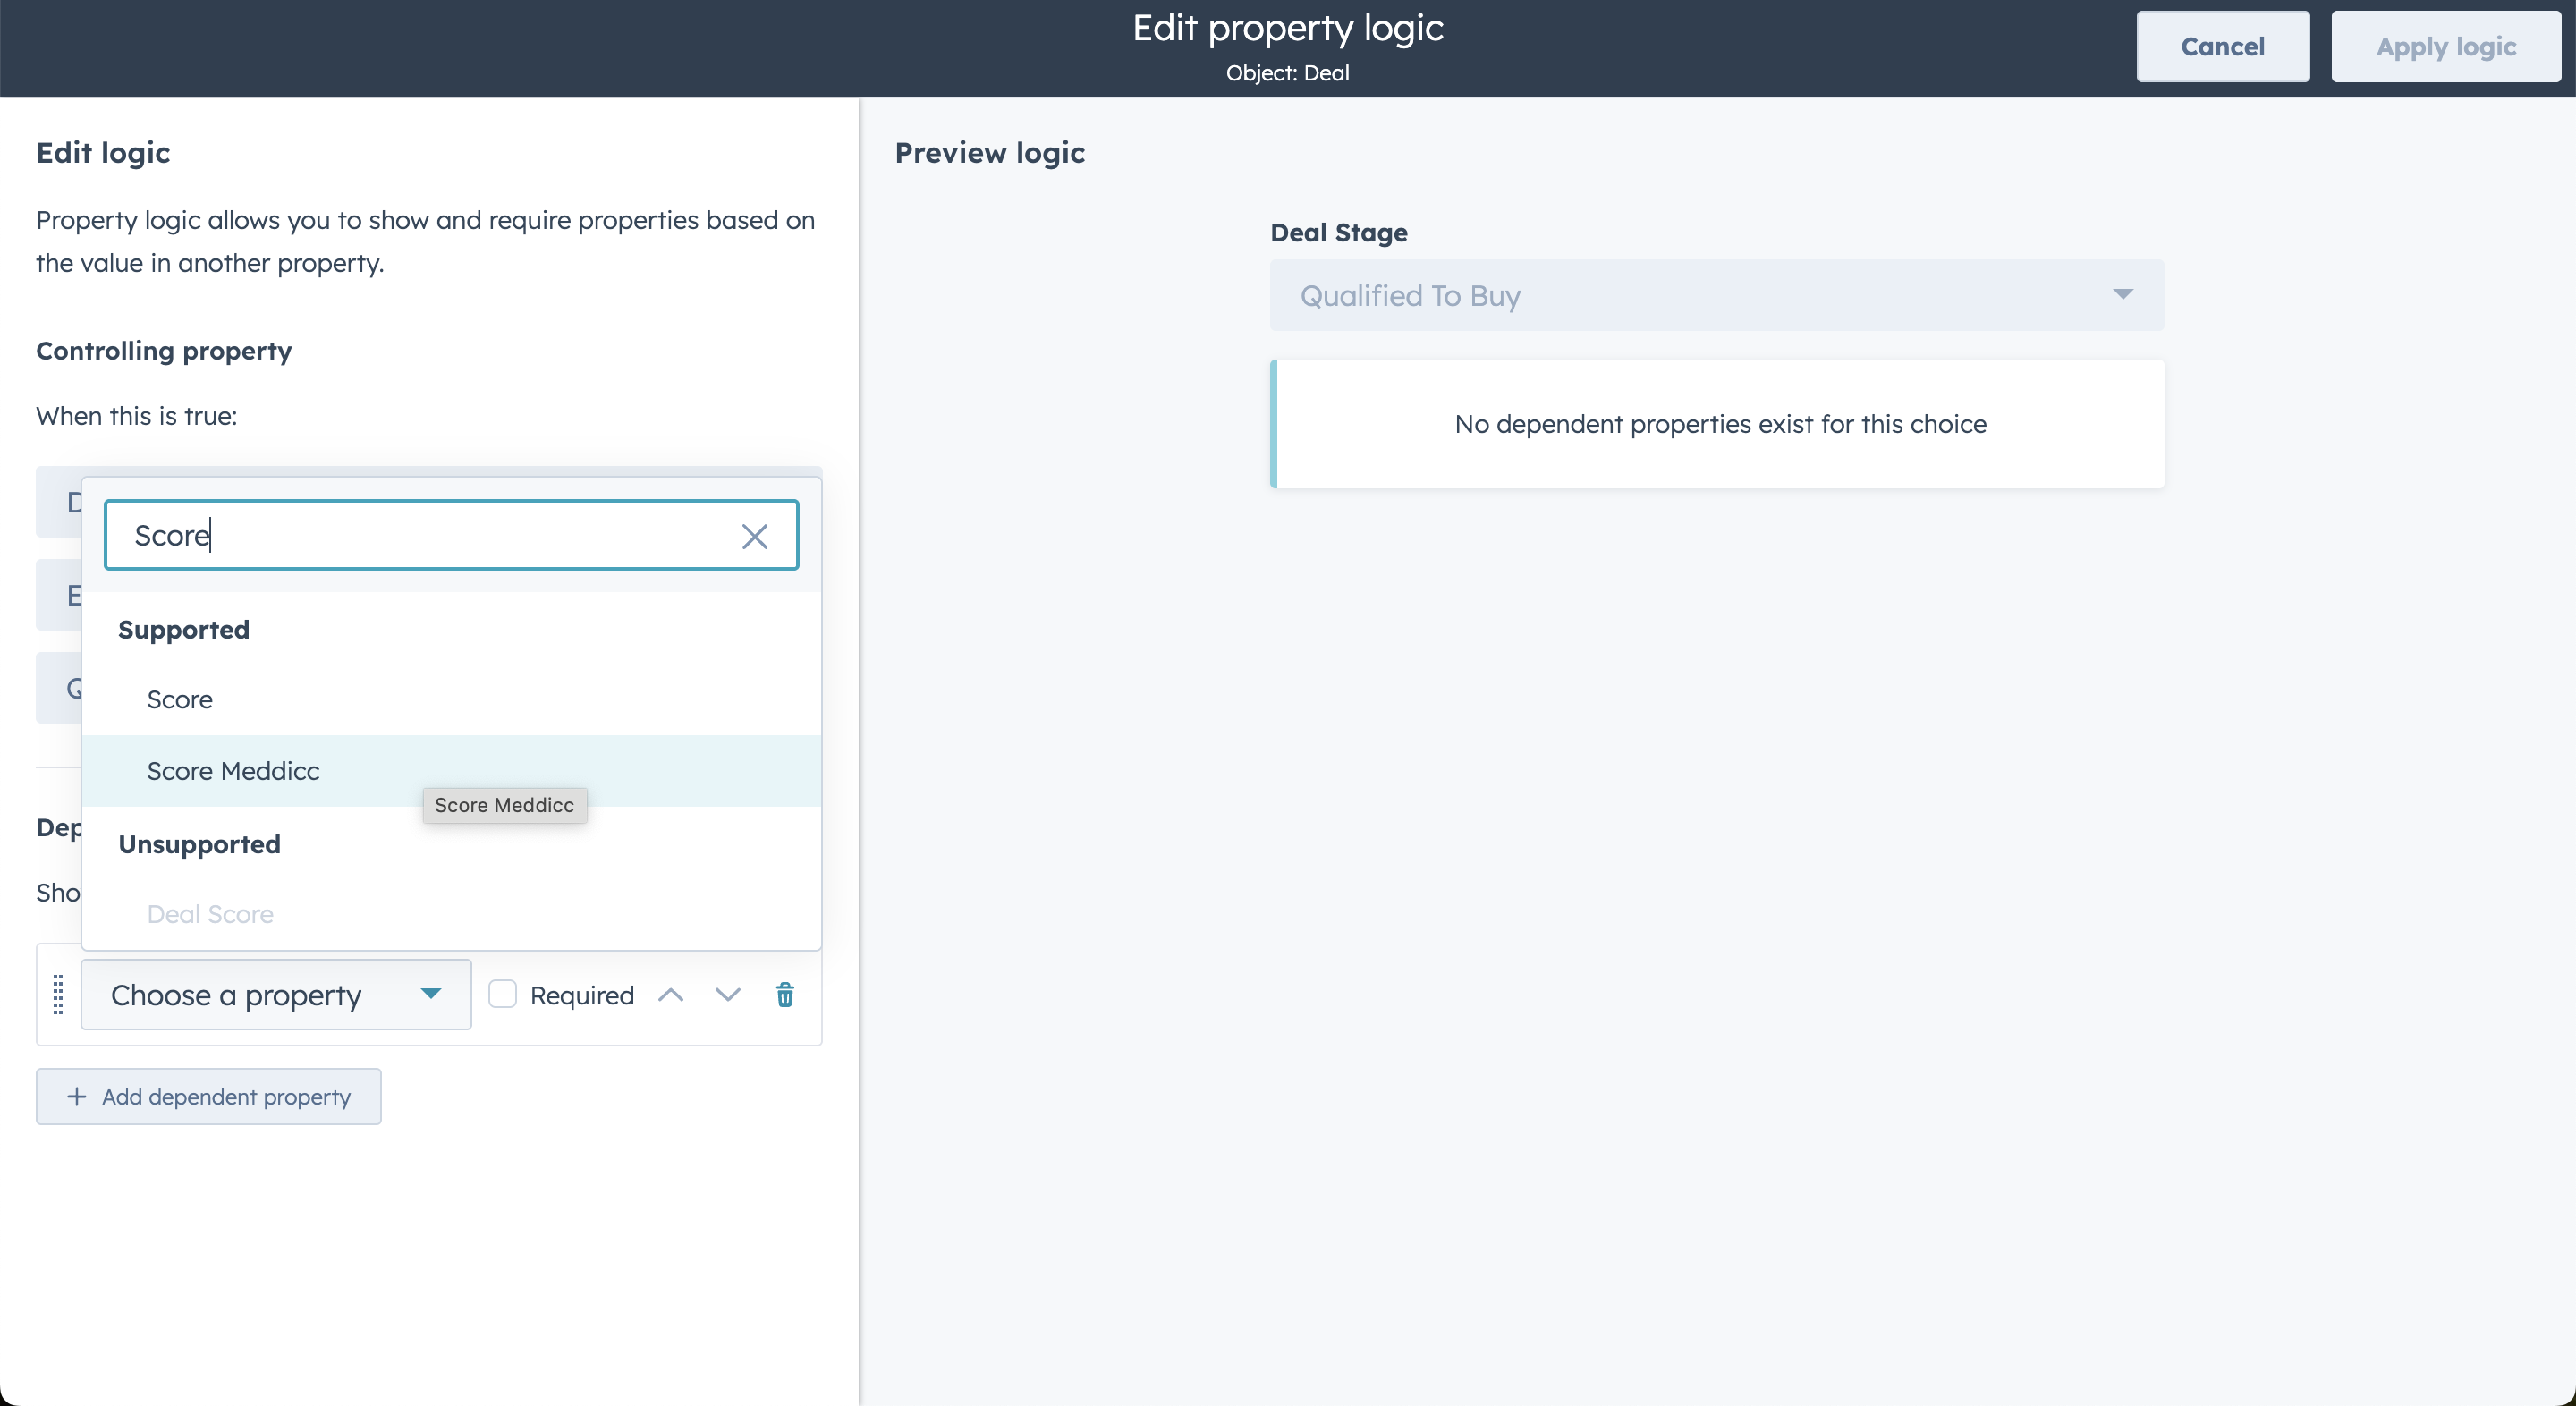 Edit property logic
Object: Deal
Cancel
Apply logic
Edit logic
Property logic allows you to show and require properties based on
the value in another property.
Controlling property
When this is true:
Score
Supported
Score
Score Meddicc
Score Meddicc
Unsupported
Deal Score
Choose a property
Required
Add dependent property
Preview logic
Deal Stage
Qualified To Buy
No dependent properties exist for this choice